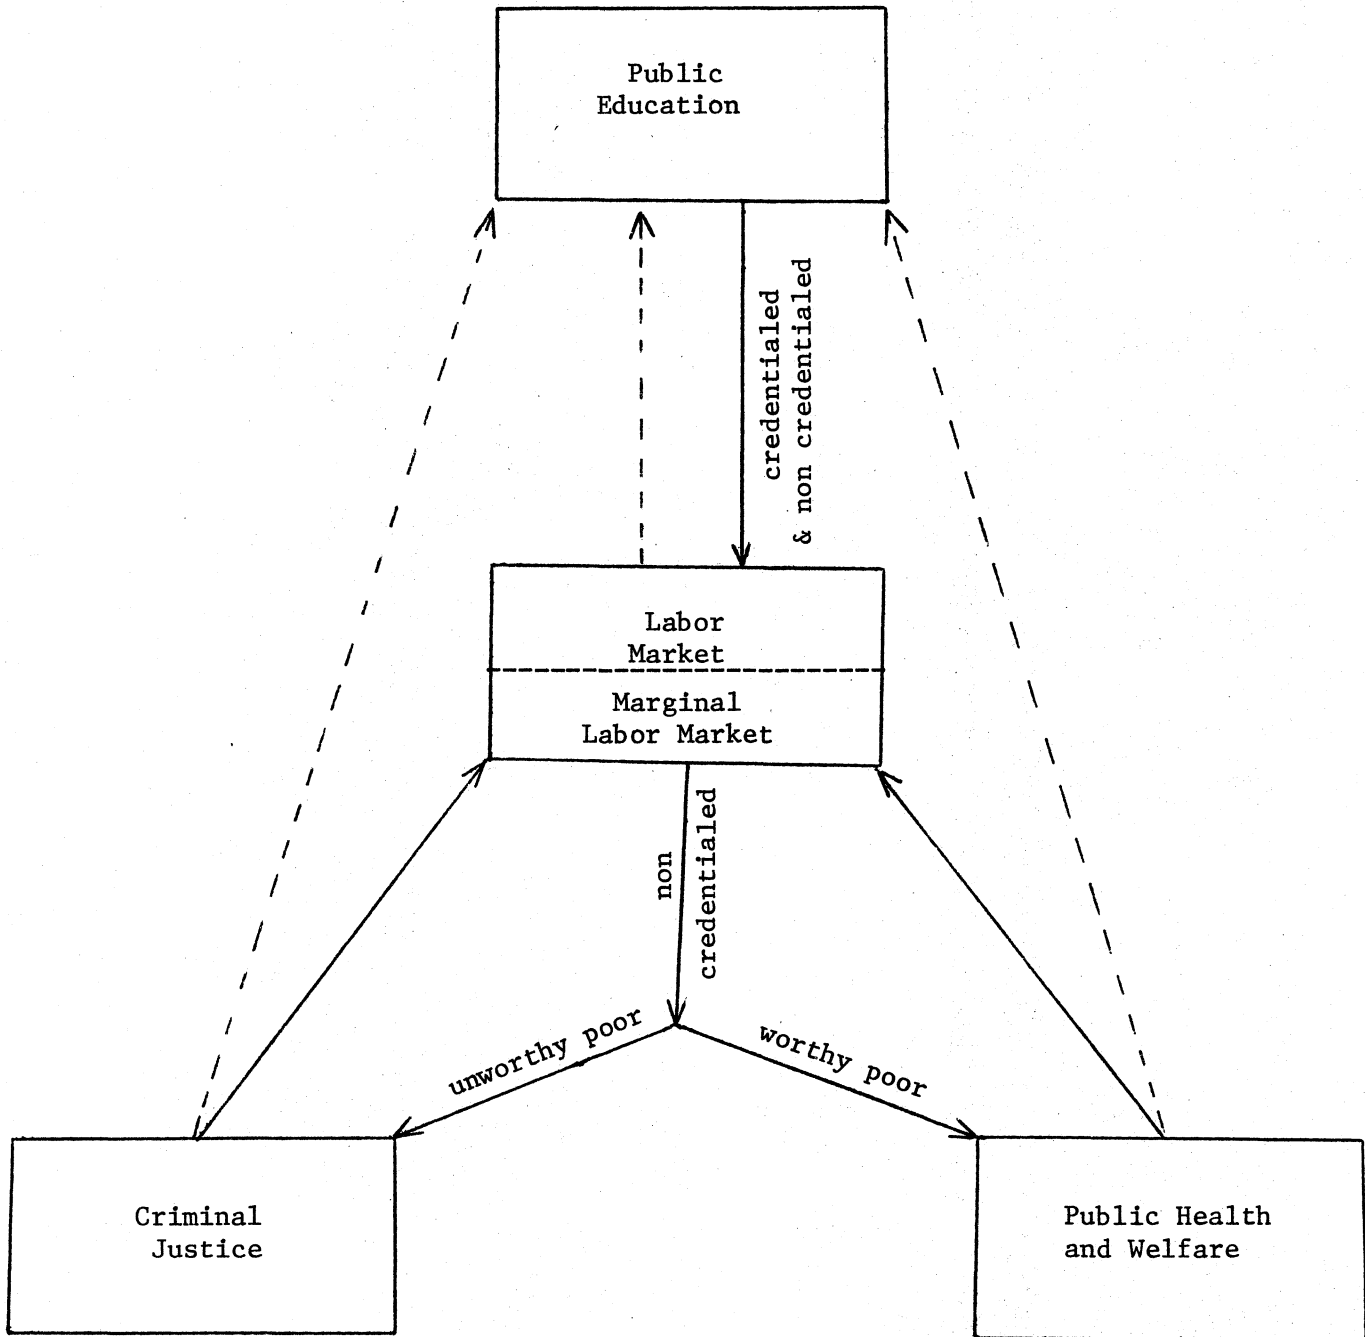 Public
Education
credentialed
& non credentialed
Labor
Market
Marginal
Labor Market
non
credentialed
unworthy poor
worthy poor
Criminal
Justice
Public Health
and Welfare